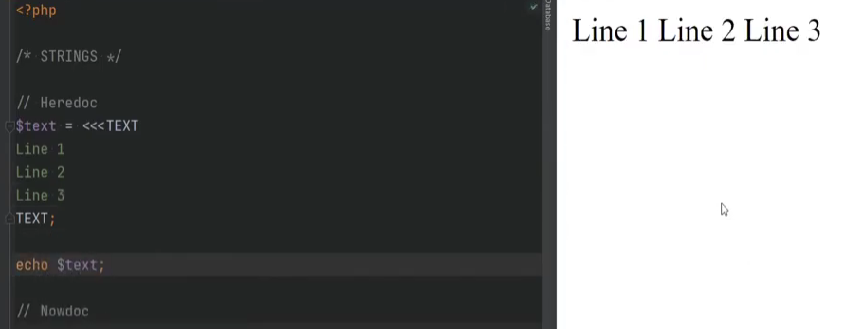 <?php
/* STRINGS */
// Heredoc
$text = <<<TEXT
Line 1
Line 2
Line 3
TEXT;
echo $text;
// Nowdoc
Database
Line 1 Line 2 Line 3